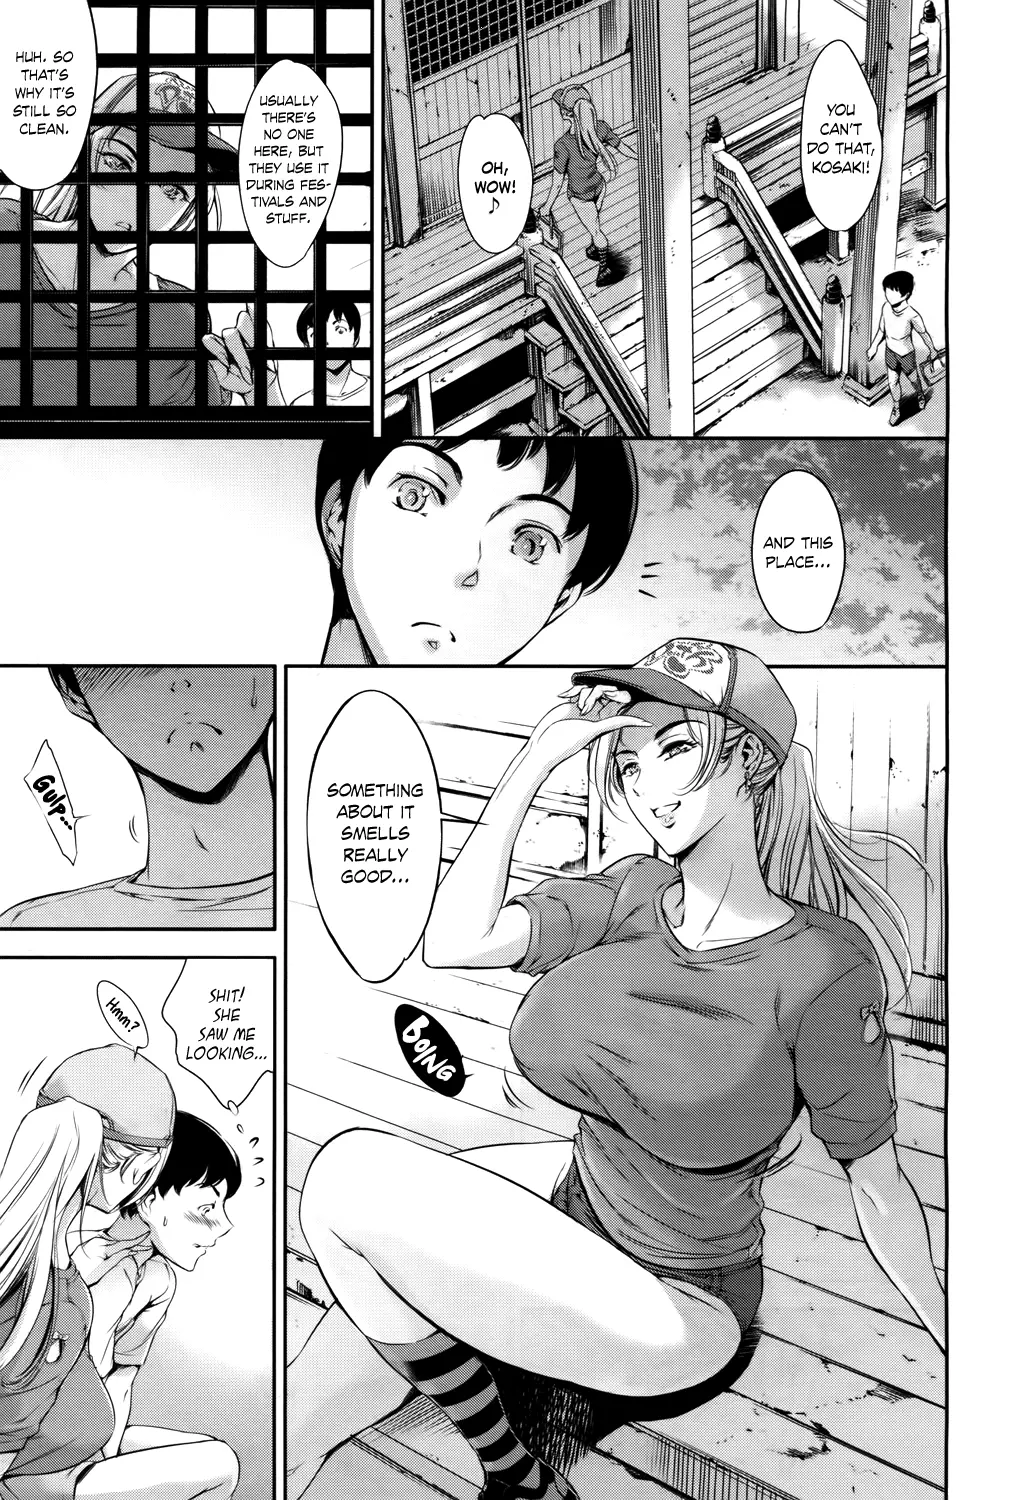 YOU
CAN'T
DO THAT,
KOSAKI!
OH,
WOW!
♪
USUALLY
THERE'S
NO ONE
HERE, BUT
THEY USE IT
DURING FES-
TIVALS AND
STUFF.
HUH. SO
THAT'S
WHY IT'S
STILL SO
CLEAN.
AND THIS
PLACE...
SOMETHING
ABOUT IT
SMELLS
REALLY
GOOD...
BOING
GULP...
SHIT!
SHE
SAW ME
LOOKING...
HMM?